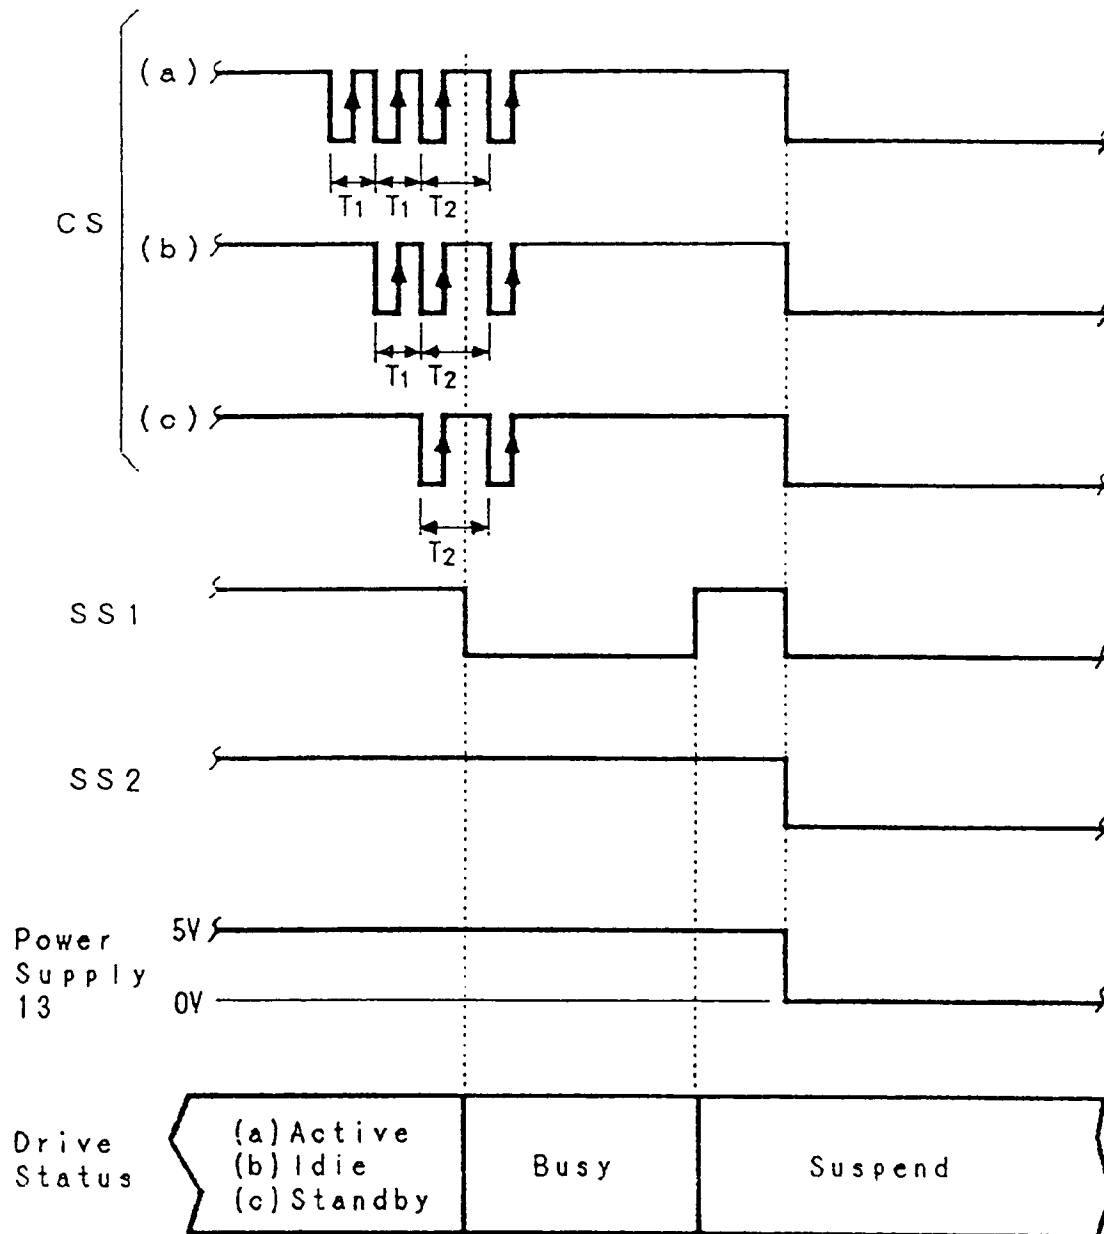 (a)
T1 T1 T2
CS
(b)
T1 T2
(c)
T2
SS1
SS2
Power
Supply
13
5V
0V
Drive
Status
(a) Active
(b) Idie
(c) Standby
Busy
Suspend